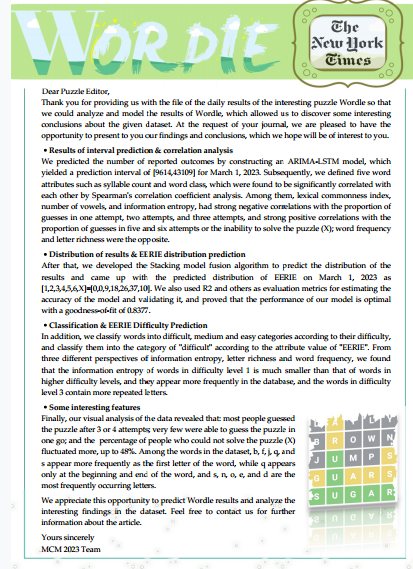 WORDLE
The
New York
Times
Dear Puzzle Editor,
Thank you for providing us with the file of the daily results of the interesting puzzle Wordle so that
we could analyze and model the results of Wordle, which allowed us to discover some interesting
conclusions about the given dataset. At the request of your journal, we are pleased to have the
opportunity to present to you our findings and conclusions, which we hope will be of interest to you.
• Results of interval prediction & correlation analysis
We predicted the number of reported outcomes by constructing an ARIMA-LSTM model, which
yielded a prediction interval of [9614,43109] for March 1, 2023. Subsequently, we defined five word
attributes such as syllable count and word class, which were found to be significantly correlated with
each other by Spearman's correlation coefficient analysis. Among them, lexical commonness index,
number of vowels, and information entropy, had strong negative correlations with the proportion of
guesses in one attempt, two attempts, and three attempts, and strong positive correlations with the
proportion of guesses in five and six attempts or the inability to solve the puzzle (X); word frequency
and letter richness were the opposite.
• Distribution of results & EERIE distribution prediction
After that, we developed the Stacking model fusion algorithm to predict the distribution of the
results and came up with the predicted distribution of EERIE on March 1, 2023 as
[1,2,3,4,5,6,X]=[0,0,9,18,26,37,10]. We also used R2 and others as evaluation metrics for estimating the
accuracy of the model and validating it, and proved that the performance of our model is optimal
with a goodness-of-fit of 0.8377.
• Classification & EERIE Difficulty Prediction
In addition, we classify words into difficult, medium and easy categories according to their difficulty,
and classify them into the category of "difficult" according to the attribute value of "EERIE". From
three different perspectives of information entropy, letter richness and word frequency, we found
that the information entropy of words in difficulty level 1 is much smaller than that of words in
higher difficulty levels, and they appear more frequently in the database, and the words in difficulty
level 3 contain more repeated letters.
• Some interesting features
Finally, our visual analysis of the data revealed that: most people guessed
the puzzle after 3 or 4 attempts; very few were able to guess the puzzle in
one go; and the percentage of people who could not solve the puzzle (X)
fluctuated more, up to 48%. Among the words in the dataset, b, f, j, q, and
s appear more frequently as the first letter of the word, while q appears
only at the beginning and end of the word, and s, n, o, e, and d are the
most frequently occurring letters.
We appreciate this opportunity to predict Wordle results and analyze the
interesting findings in the dataset. Feel free to contact us for further
information about the article.
Yours sincerely
MCM 2023 Team
BROWN
JUMPS
GUARS
SUGAR